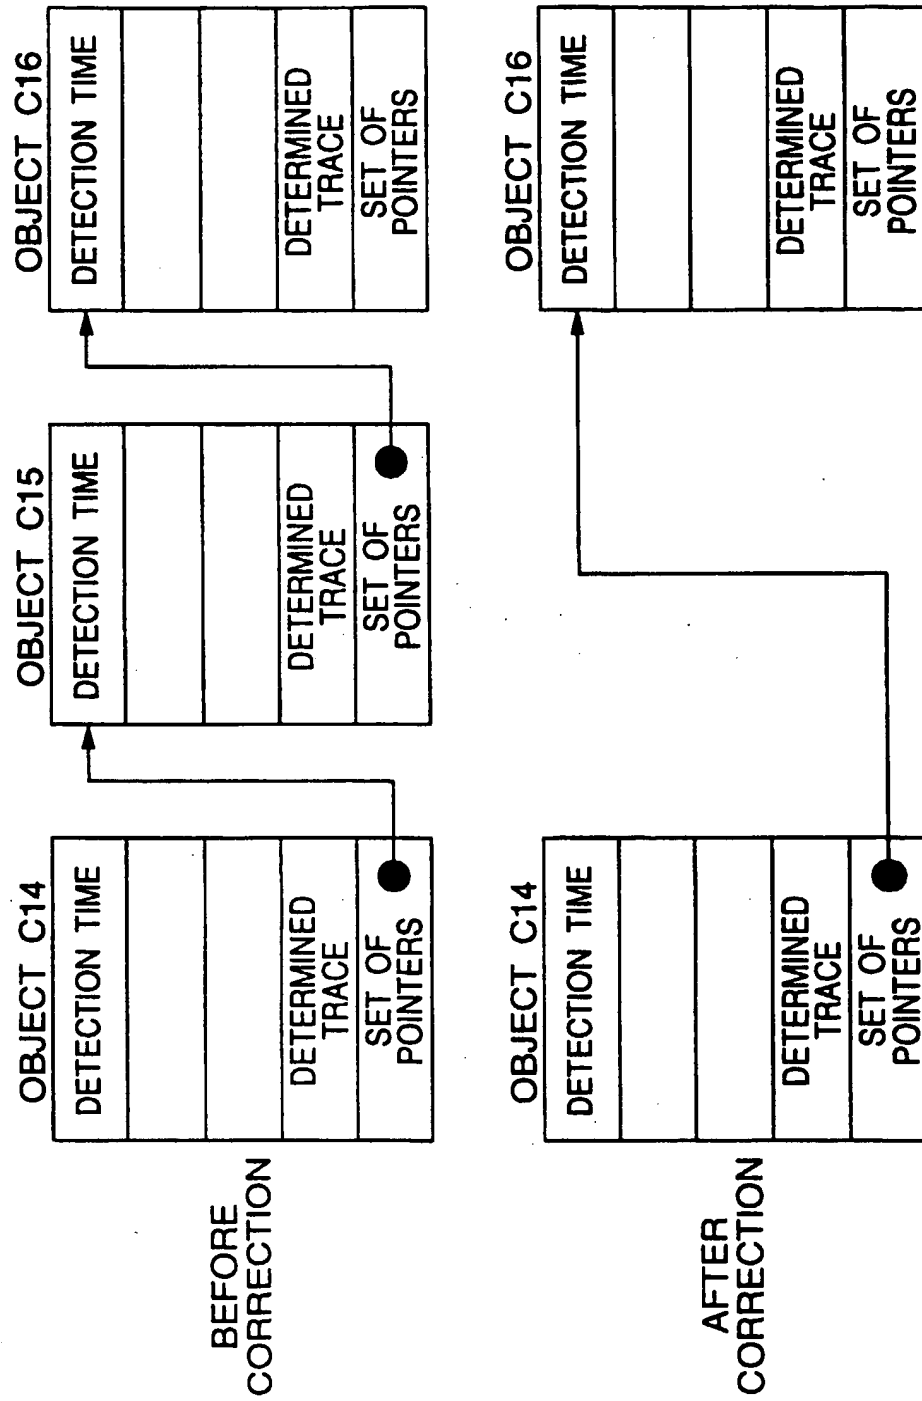 BEFORE
CORRECTION
OBJECT C14
DETECTION TIME
DETERMINED
TRACE
SET OF
POINTERS
OBJECT C15
DETECTION TIME
DETERMINED
TRACE
SET OF
POINTERS
OBJECT C16
DETECTION TIME
DETERMINED
TRACE
SET OF
POINTERS
AFTER
CORRECTION
OBJECT C14
DETECTION TIME
DETERMINED
TRACE
SET OF
POINTERS
OBJECT C16
DETECTION TIME
DETERMINED
TRACE
SET OF
POINTERS